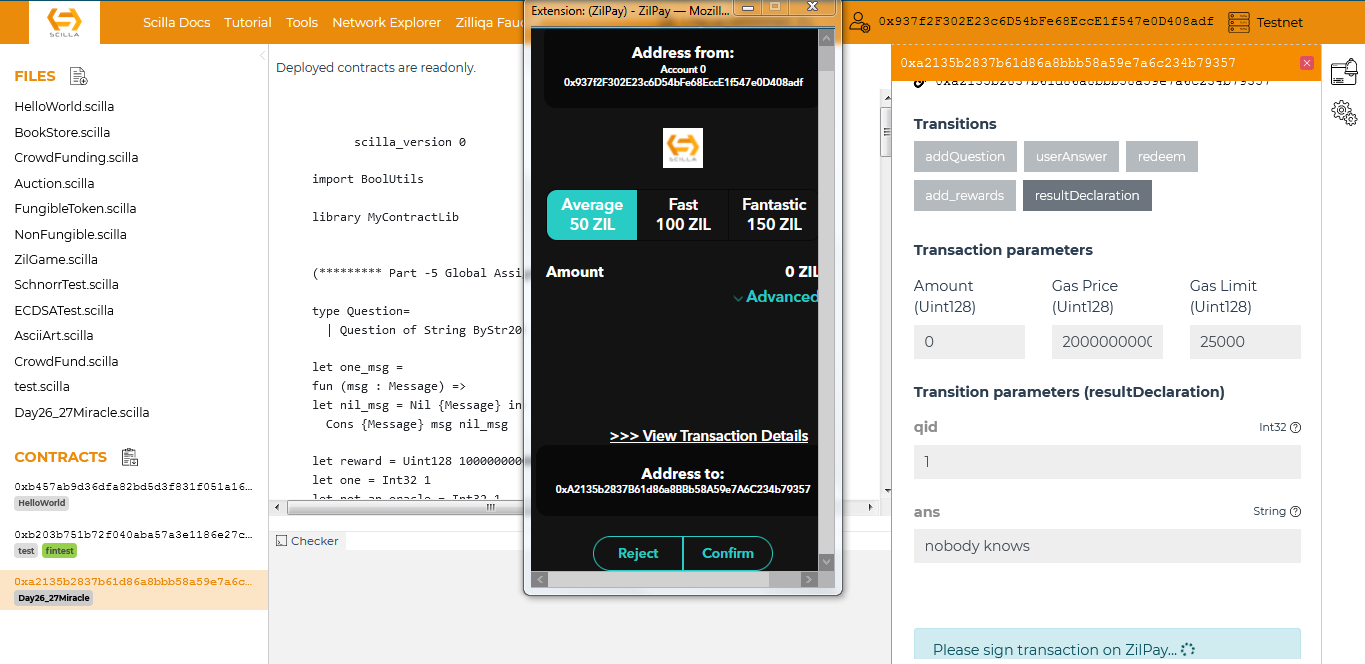 SCILLA
Scilla Docs
Tutorial
Tools
Network Explorer
Zilliqa Fauc
0x937f2F302E23c6D54bFe68EccE1f547e0D408adf
Testnet
FILES
HelloWorld.scilla
BookStore.scilla
CrowdFunding.scilla
Auction.scilla
FungibleToken.scilla
NonFungible.scilla
ZilGame.scilla
SchnorrTest.scilla
ECDSATest.scilla
AsciiArt.scilla
CrowdFund.scilla
test.scilla
Day26_27Miracle.scilla
CONTRACTS
0xb457ab9d36dfa82bd5d3f831f051a16...
HelloWorld
0xb203b751b72f040aba57a3e1186e27c...
test fintest
0xa2135b2837b61d86a8bbb58a59e7a6c...
Day26_27Miracle
Deployed contracts are readonly.
scilla_version 0
import BoolUtils
library MyContractLib
(********* Part -5 Global Assi
type Question=
| Question of String ByStr20
let one_msg =
fun (msg : Message) =>
let nil_msg = Nil {Message} in
Cons {Message} msg nil_msg
let reward = Uint128 100000000
let one = Int32 1
let not_an_oracle = Int32 1
Checker
Extension: (ZilPay) - ZilPay — Mozill...
Address from:
Account 0
0x937f2F302E23c6D54bFe68EccE1f547e0D408adf
SCILLA
Average
50 ZIL
Fast
100 ZIL
Fantastic
150 ZIL
Amount
0 ZIL
Advanced
>>> View Transaction Details
Address to:
0xA2135b2837B61d86a8BBb58A59E7A6C234b79357
Reject
Confirm
0xa2135b2837b61d86a8bbb58a59e7a6c234b79357
0xa2135b2837b61d86a8bbb58a59e7a6c234b79357
Transitions
addQuestion
userAnswer
redeem
add_rewards
resultDeclaration
Transaction parameters
Amount
(Uint128)
Gas Price
(Uint128)
Gas Limit
(Uint128)
0
2000000000
25000
Transition parameters (resultDeclaration)
qid
Int32
1
ans
String
nobody knows
Please sign transaction on ZilPay...